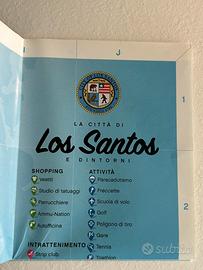 J
LA CITTÀ DI
Los Santos
E DINTORNI
SHOPPING
Vestiti
Studio di tatuaggi
Parrucchiere
Ammu-Nation
Autofficina
INTRATTENIMENTO
Strip club
ATTIVITÀ
Paracadutismo
Freccette
Scuola di volo
Golf
Poligono di tiro
Gare
Tennis
Triathlon
1
2
subito